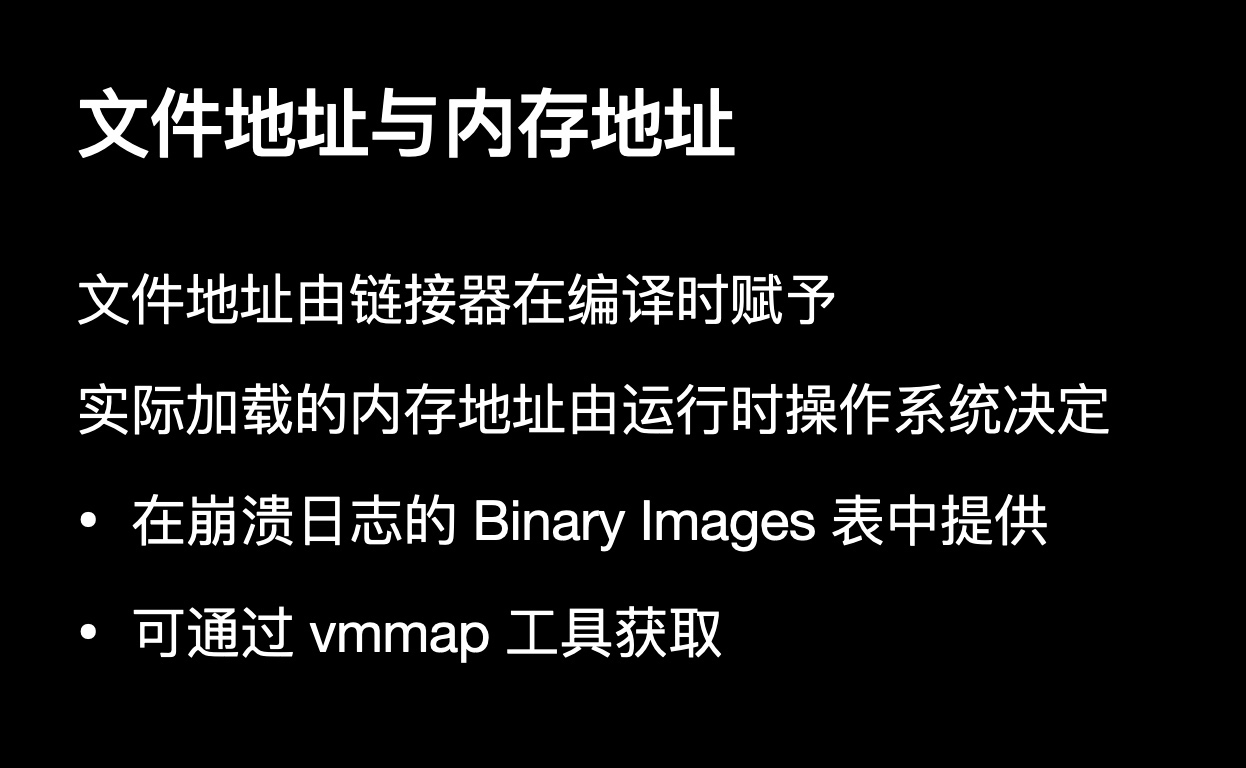 文件地址与内存地址
文件地址由链接器在编译时赋予
实际加载的内存地址由运行时操作系统决定
• 在崩溃日志的 Binary Images 表中提供
• 可通过 vmmap 工具获取